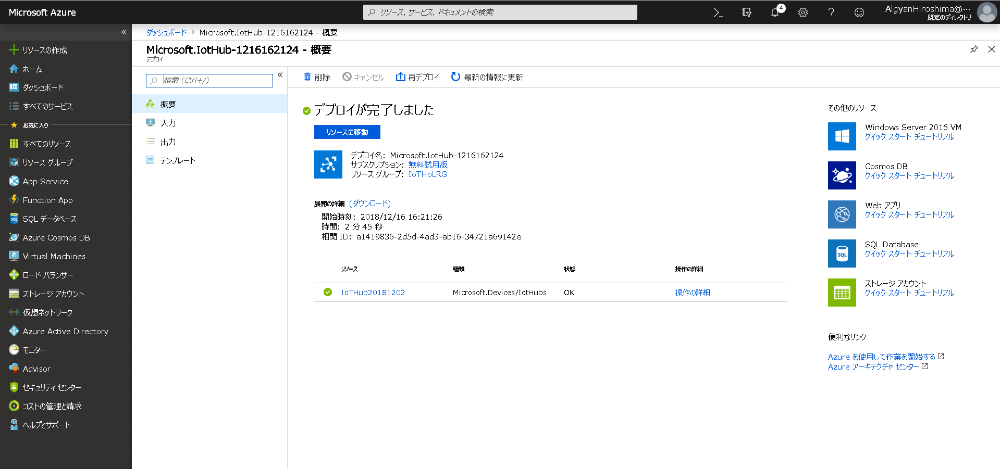 Microsoft Azure
リソース、サービス、ドキュメントの検索
4
AlgyanHiroshima@...
既定のディレクトリ
リソースの作成
ホーム
ダッシュボード
すべてのサービス
お気に入り
すべてのリソース
リソース グループ
App Service
Function App
SQL データベース
Azure Cosmos DB
Virtual Machines
ロード バランサー
ストレージ アカウント
仮想ネットワーク
Azure Active Directory
モニター
Advisor
セキュリティ センター
コストの管理と請求
ヘルプとサポート
ダッシュボード > Microsoft.IotHub-1216162124 - 概要
Microsoft.IotHub-1216162124 - 概要
デプロイ
検索 (Ctrl+/)
概要
入力
出力
テンプレート
削除 キャンセル 再デプロイ 最新の情報に更新
デプロイが完了しました
リソースに移動
デプロイ名: Microsoft.IotHub-1216162124
サブスクリプション: 無料試用版
リソース グループ: IoTHoLRG
展開の詳細 (ダウンロード)
開始時刻: 2018/12/16 16:21:26
時間: 2 分 45 秒
相関 ID: a1419836-2d5d-4ad3-ab16-34721a69142e
リソース 種類 状態 操作の詳細
IoTHub20181202 Microsoft.Devices/IotHubs OK 操作の詳細
その他のリソース
Windows Server 2016 VM
クイック スタート チュートリアル
Cosmos DB
クイック スタート チュートリアル
Web アプリ
クイック スタート チュートリアル
SQL
SQL Database
クイック スタート チュートリアル
ストレージ アカウント
クイック スタート チュートリアル
便利なリンク
Azure を使用して作業を開始する
Azure アーキテクチャ センター